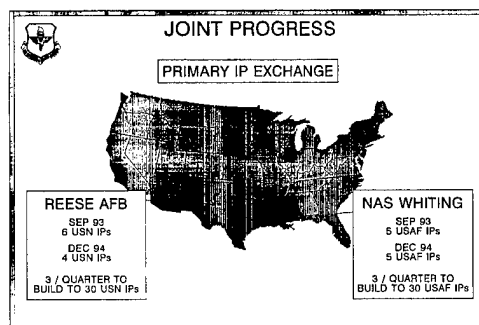 JOINT PROGRESS
PRIMARY IP EXCHANGE
REESE AFB
SEP 93
6 USN IPs
DEC 94
4 USN IPs
3 / QUARTER TO
BUILD TO 30 USN IPs
NAS WHITING
SEP 93
5 USAF IPs
DEC 94
5 USAF IPs
3 / QUARTER TO
BUILD TO 30 USAF IPs